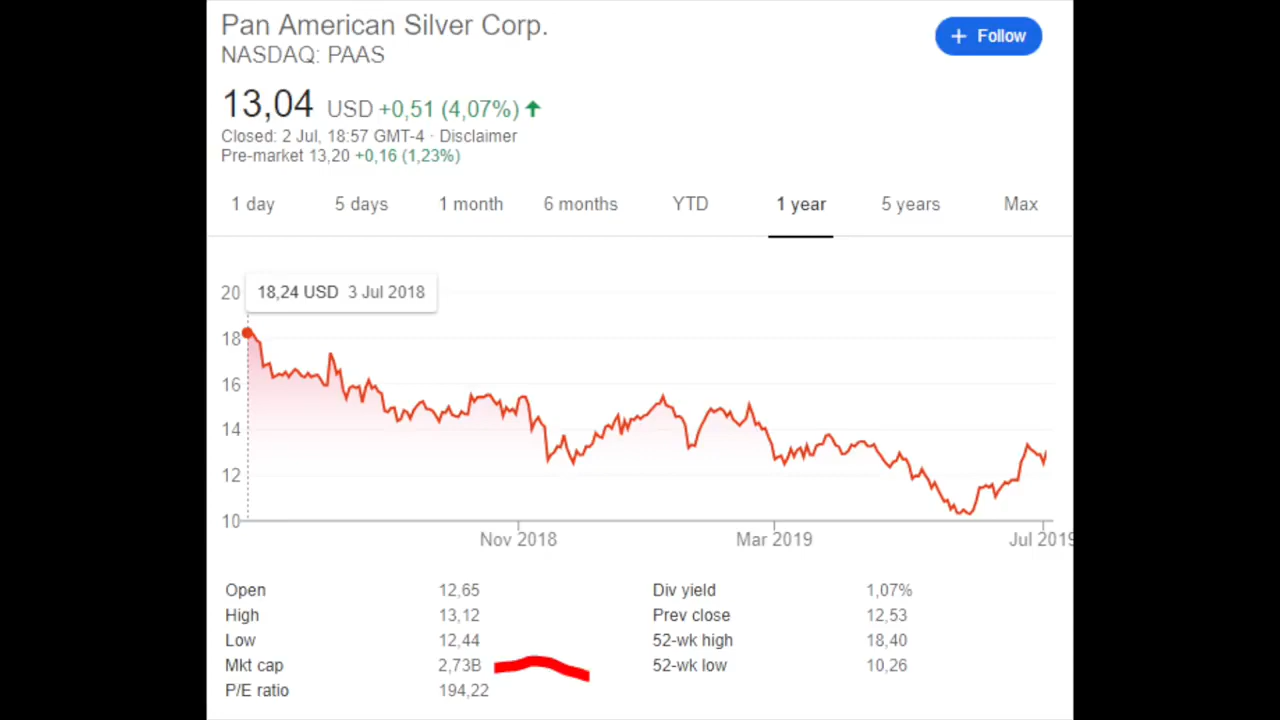 Pan American Silver Corp.
NASDAQ: PAAS
+ Follow
13,04 USD +0,51 (4,07%)
Closed: 2 Jul, 18:57 GMT-4 · Disclaimer
Pre-market 13,20 +0,16 (1,23%)
1 day 5 days 1 month 6 months YTD 1 year 5 years Max
20
18,24 USD 3 Jul 2018
18
16
14
12
10
Nov 2018 Mar 2019 Jul 2019
Open 12,65 Div yield 1,07%
High 13,12 Prev close 12,53
Low 12,44 52-wk high 18,40
Mkt cap 2,73B 52-wk low 10,26
P/E ratio 194,22